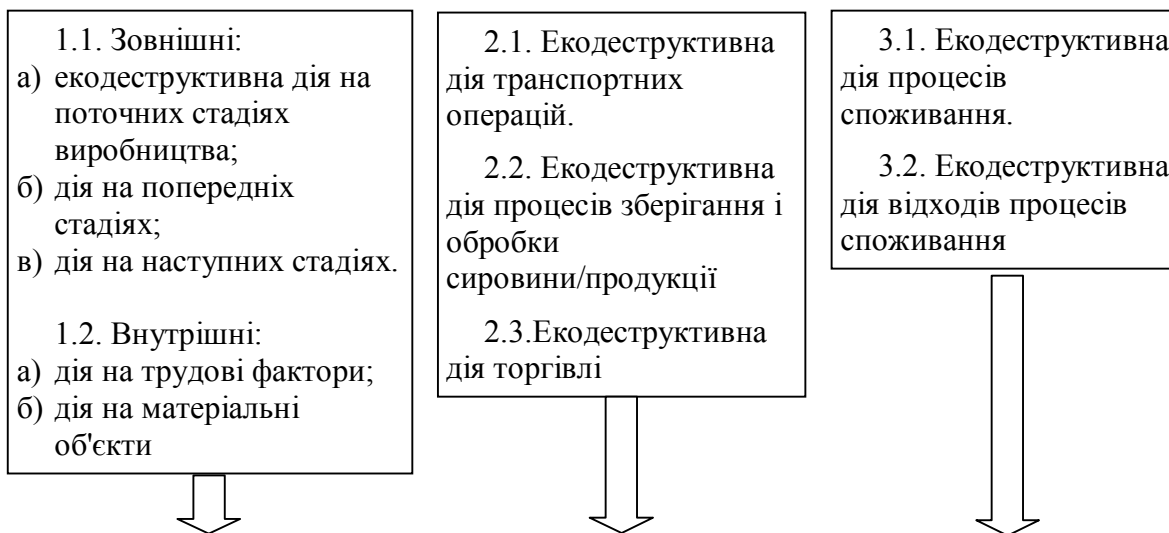 1.1. Зовнішні:
а) екодеструктивна дія на
поточних стадіях
виробництва;
б) дія на попередніх
стадіях;
в) дія на наступних стадіях.
1.2. Внутрішні:
а) дія на трудові фактори;
б) дія на матеріальні
об'єкти
2.1. Екодеструктивна
дія транспортних
операцій.
2.2. Екодеструктивна
дія процесів зберігання і
обробки
сировини/продукції
2.3.Екодеструктивна
дія торгівлі
3.1. Екодеструктивна
дія процесів
споживання.
3.2. Екодеструктивна
дія відходів процесів
споживання